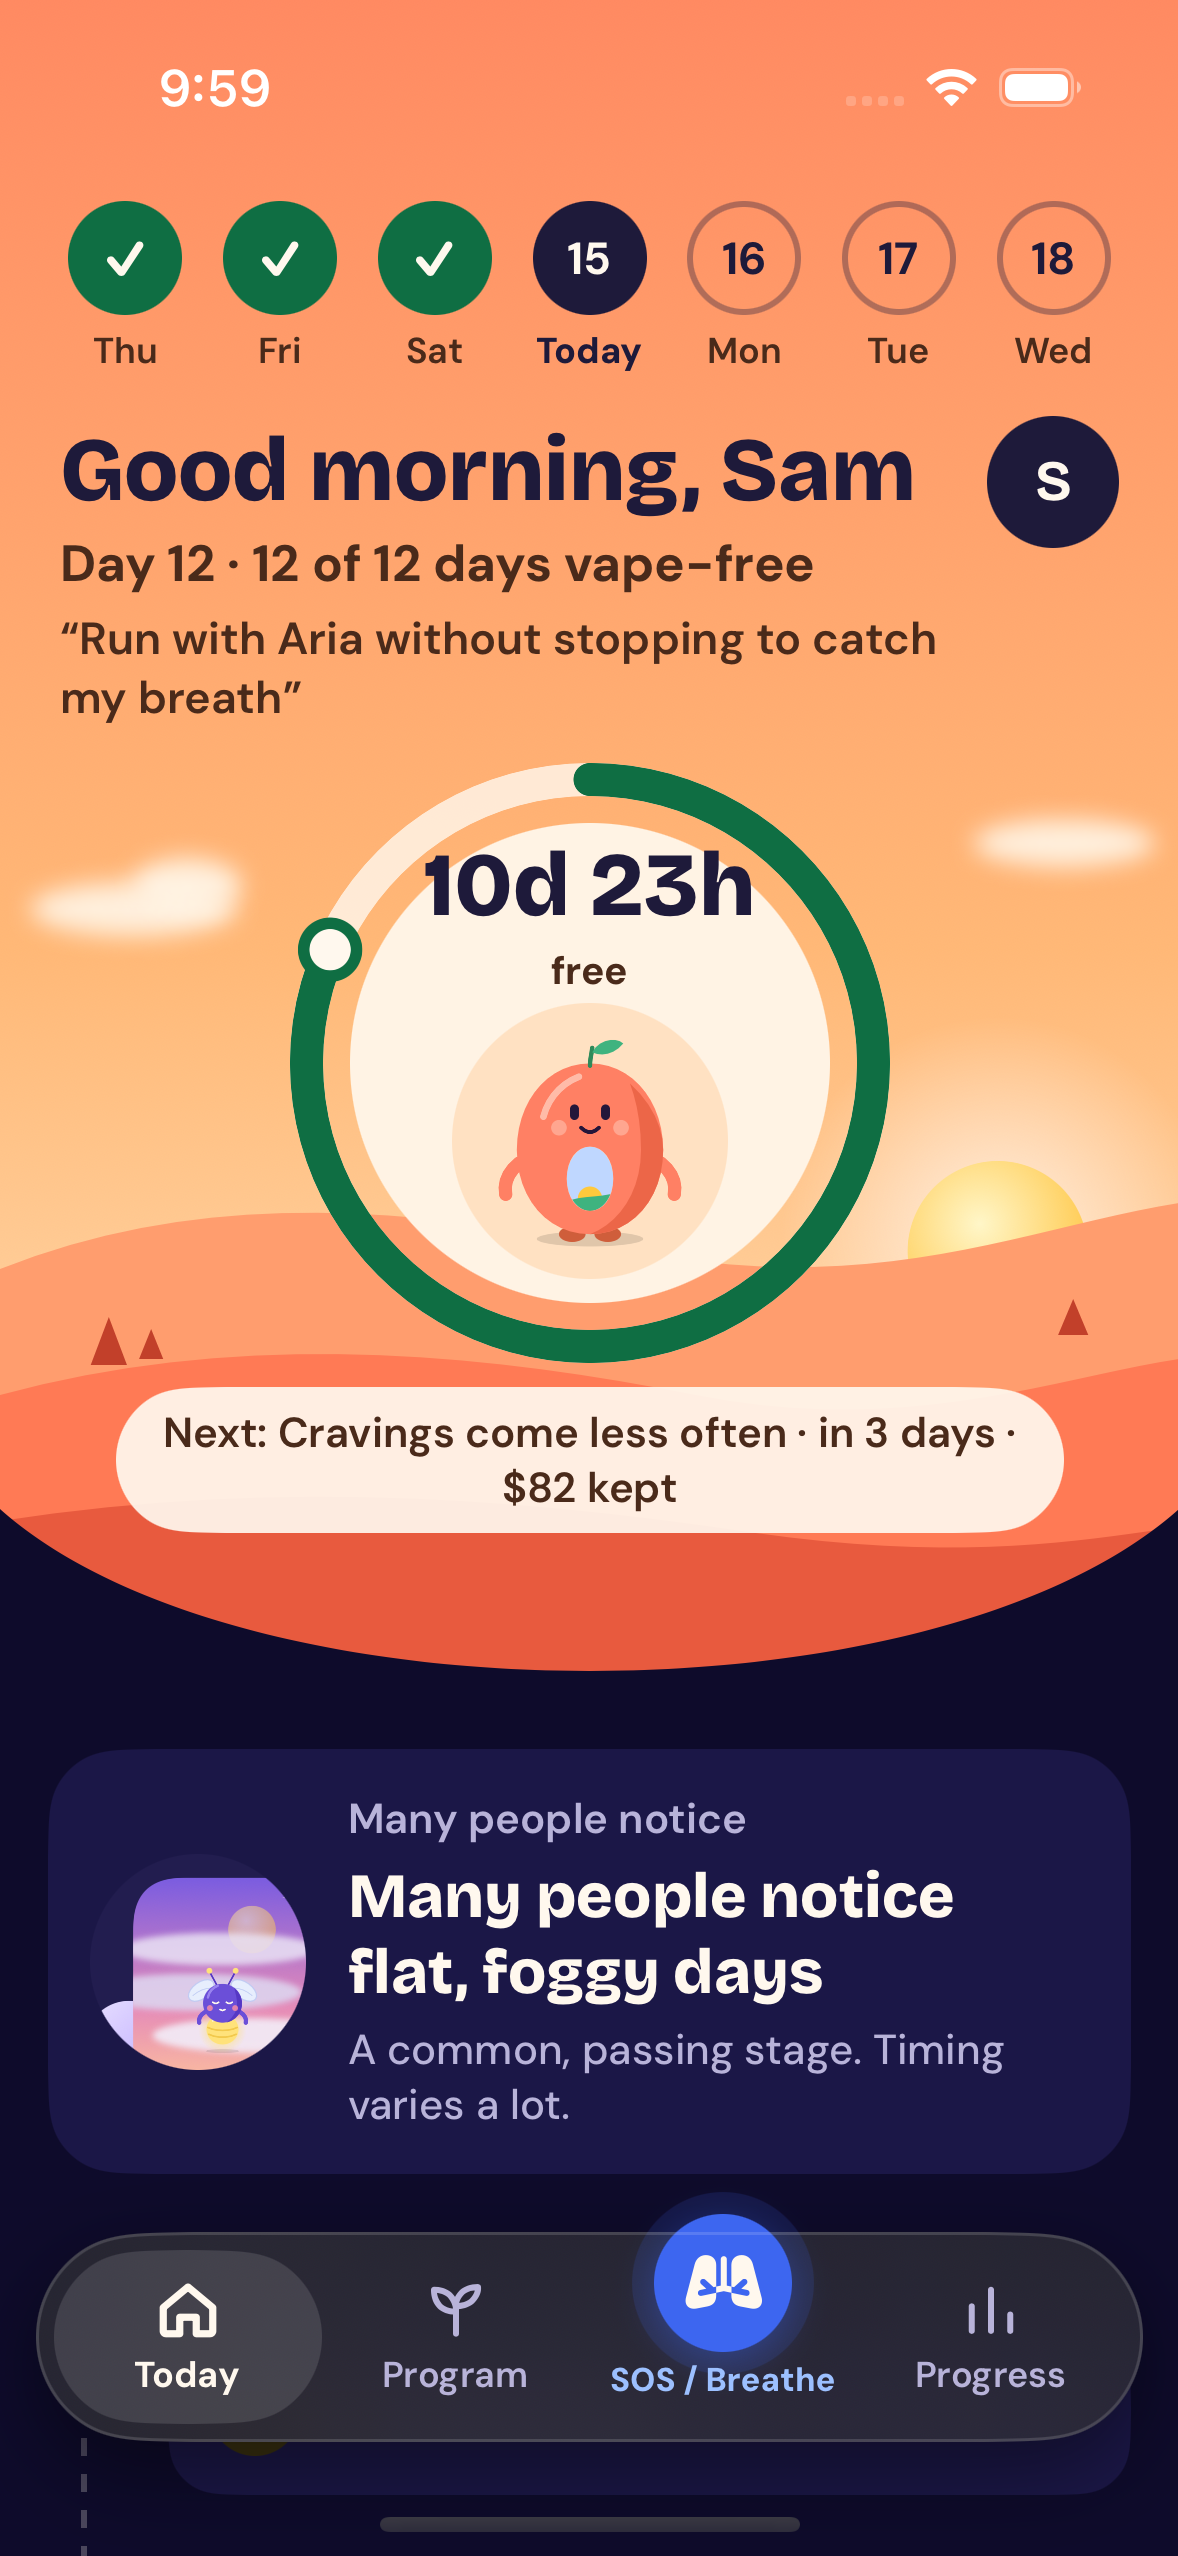 9:59
15 16 17 18
Thu Fri Sat Today Mon Tue Wed
Good morning, Sam
S
Day 12 · 12 of 12 days vape-free
“Run with Aria without stopping to catch
my breath”
10d 23h
free
Next: Cravings come less often · in 3 days ·
$82 kept
Many people notice
Many people notice
flat, foggy days
A common, passing stage. Timing
varies a lot.
Today Program SOS / Breathe Progress